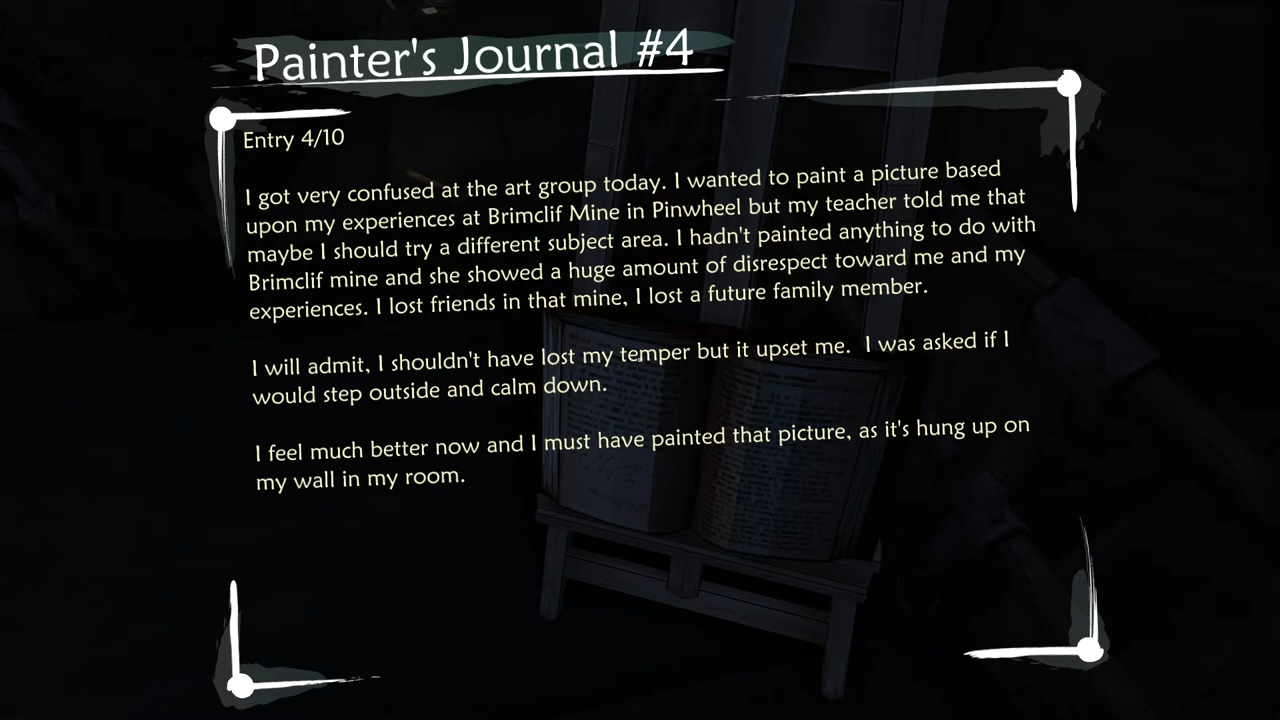 Painter's Journal #4
Entry 4/10
I got very confused at the art group today. I wanted to paint a picture based
upon my experiences at Brimclif Mine in Pinwheel but my teacher told me that
maybe I should try a different subject area. I hadn't painted anything to do with
Brimclif mine and she showed a huge amount of disrespect toward me and my
experiences. I lost friends in that mine, I lost a future family member.
I will admit, I shouldn't have lost my temper but it upset me. I was asked if I
would step outside and calm down.
I feel much better now and I must have painted that picture, as it's hung up on
my wall in my room.